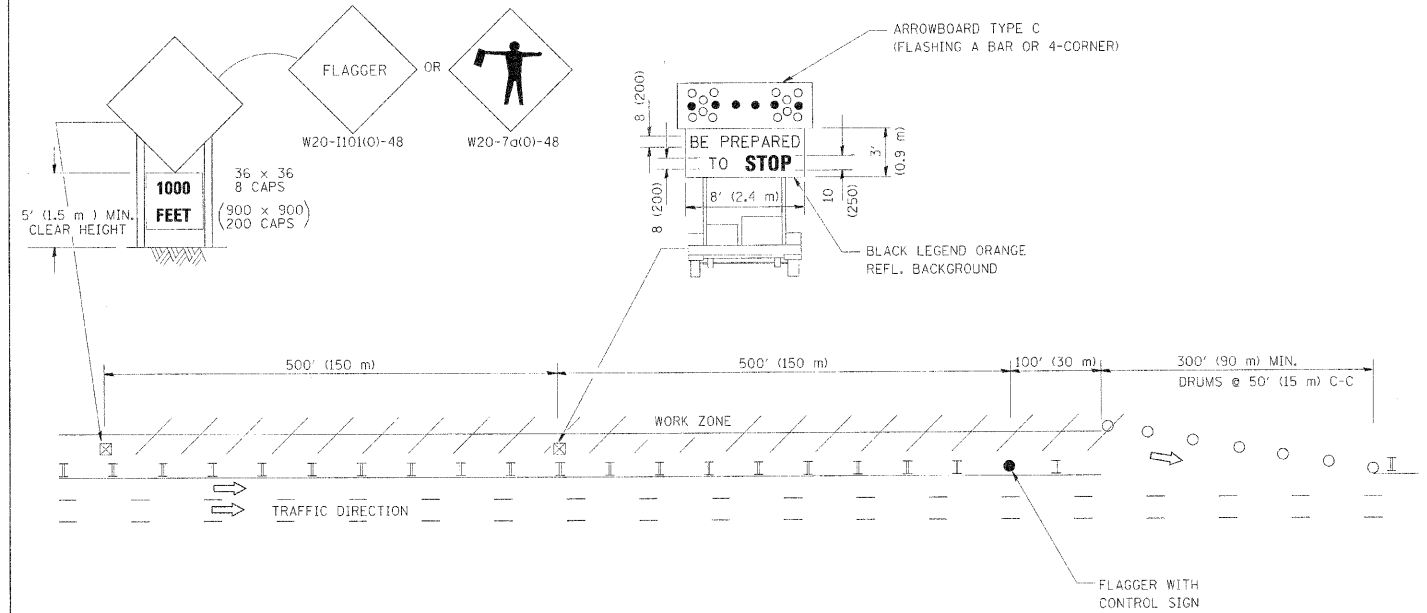 ARROWBOARD TYPE C
(FLASHING A BAR OR 4-CORNER)
FLAGGER
OR
W20-I101(O)-48
W20-7a(O)-48
8 (200)
BE PREPARED
TO STOP
3'
(0.9 m)
8 (200)
8' (2.4 m)
10
(250)
1000
FEET
36 x 36
8 CAPS
(900 x 900)
200 CAPS
5' (1.5 m ) MIN.
CLEAR HEIGHT
BLACK LEGEND ORANGE
REFL. BACKGROUND
500' (150 m)
500' (150 m)
100' (30 m)
300' (90 m) MIN.
DRUMS @ 50' (15 m) C-C
WORK ZONE
TRAFFIC DIRECTION
FLAGGER WITH
CONTROL SIGN